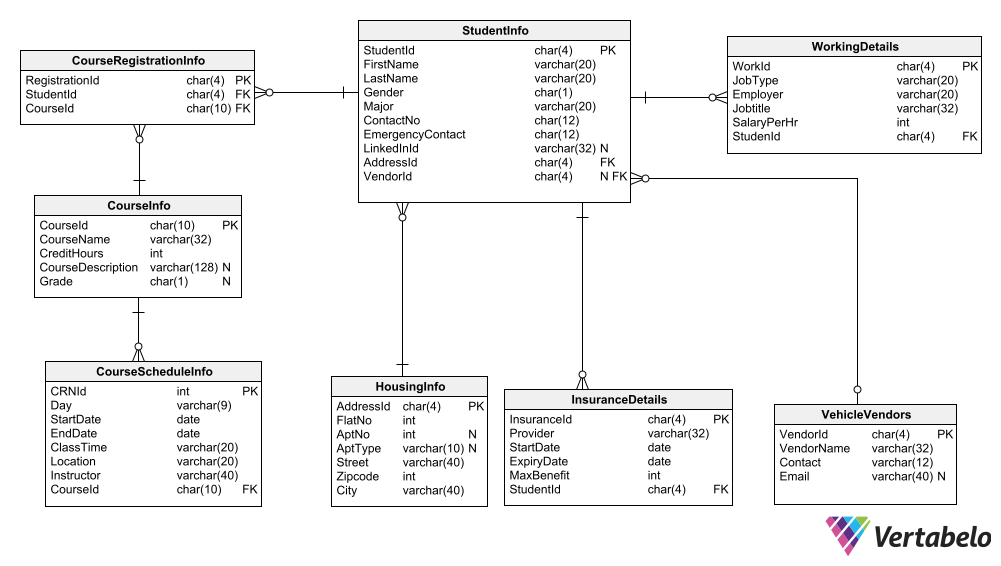 StudentInfo
StudentId char(4) PK
FirstName varchar(20)
LastName varchar(20)
Gender char(1)
Major varchar(20)
ContactNo char(12)
EmergencyContact char(12)
LinkedInId varchar(32) N
AddressId char(4) FK
VendorId char(4) N FK
CourseRegistrationInfo
RegistrationId char(4) PK
StudentId char(4) FK
CourseId char(10) FK
WorkingDetails
WorkId char(4) PK
JobType varchar(20)
Employer varchar(20)
Jobtitle varchar(32)
SalaryPerHr int
StudenId char(4) FK
CourseInfo
CourseId char(10) PK
CourseName varchar(32)
CreditHours int
CourseDescription varchar(128) N
Grade char(1) N
CourseScheduleInfo
CRNId int PK
Day varchar(9)
StartDate date
EndDate date
ClassTime varchar(20)
Location varchar(20)
Instructor varchar(40)
CourseId char(10) FK
HousingInfo
AddressId char(4) PK
FlatNo int
AptNo int N
AptType varchar(10) N
Street varchar(40)
Zipcode int
City varchar(40)
InsuranceDetails
InsuranceId char(4) PK
Provider varchar(32)
StartDate date
ExpiryDate date
MaxBenefit int
StudentId char(4) FK
VehicleVendors
VendorId char(4) PK
VendorName varchar(32)
Contact varchar(12)
Email varchar(40) N
Vertabelo